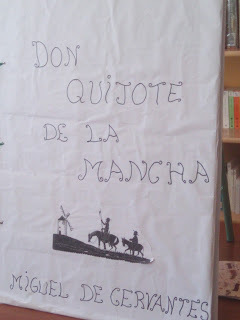 DON
QUIJOTE
DE LA
MANCHA
MIGUEL DE CERVANTES